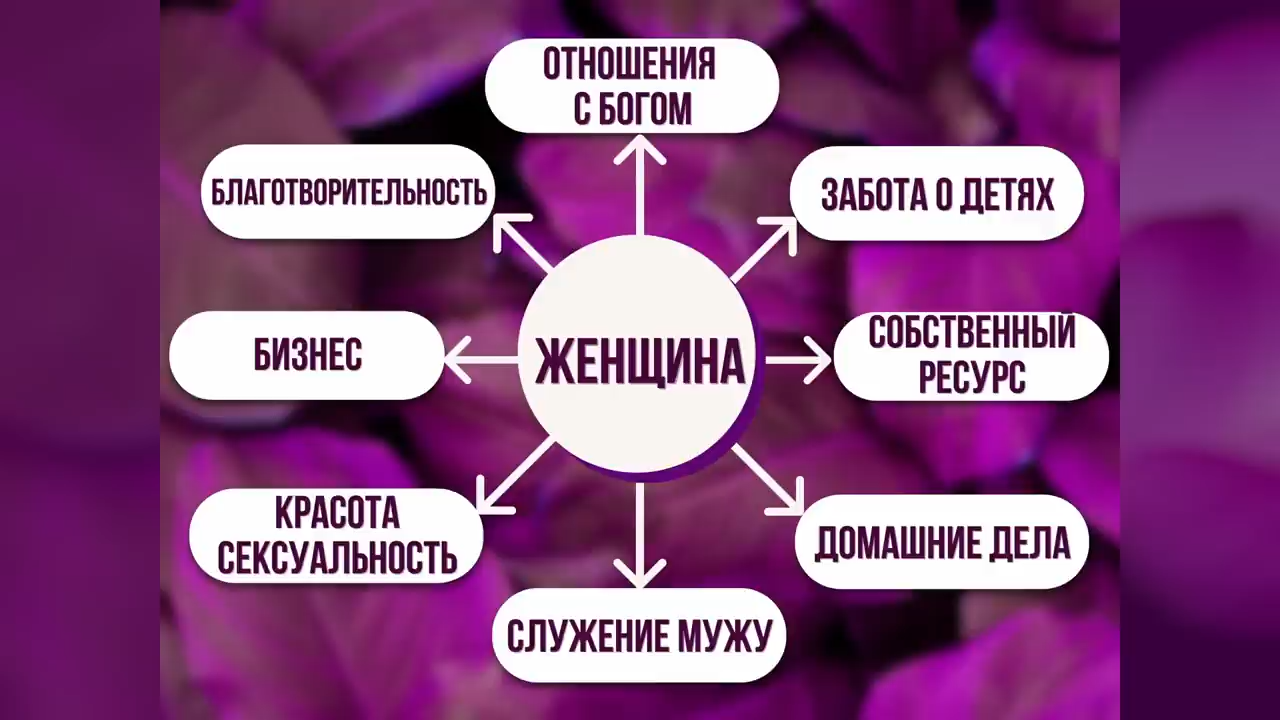 ОТНОШЕНИЯ
С БОГОМ
БЛАГОТВОРИТЕЛЬНОСТЬ
ЗАБОТА О ДЕТЯХ
БИЗНЕС
ЖЕНЩИНА
СОБСТВЕННЫЙ
РЕСУРС
КРАСОТА
СЕКСУАЛЬНОСТЬ
ДОМАШНИЕ ДЕЛА
СЛУЖЕНИЕ МУЖУ